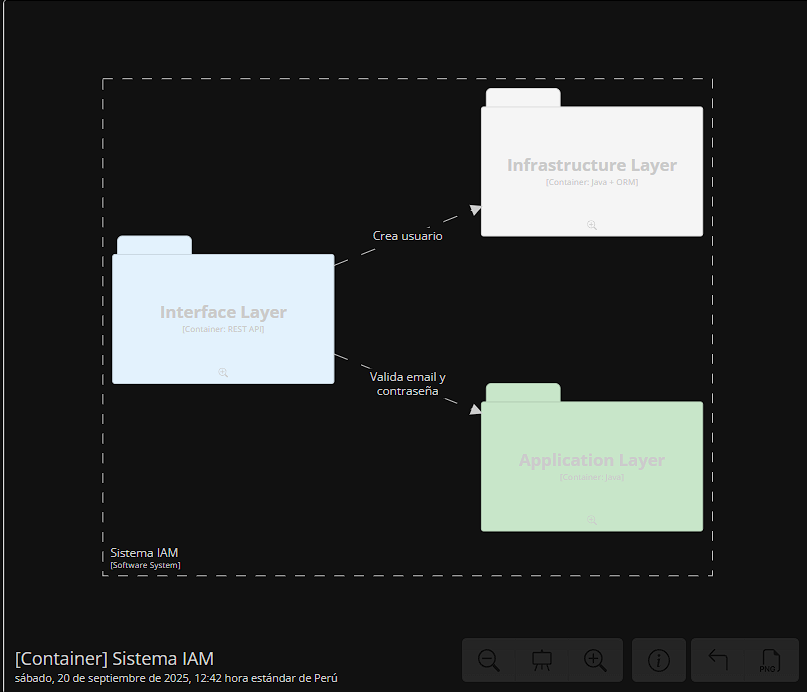 Infrastructure Layer
[Container: Java + ORM]
Crea usuario
Interface Layer
[Container: REST API]
Valida email y
contraseña
Application Layer
[Container: Java]
Sistema IAM
[Software System]
[Container] Sistema IAM
sábado, 20 de septiembre de 2025, 12:42 hora estándar de Perú
PNG